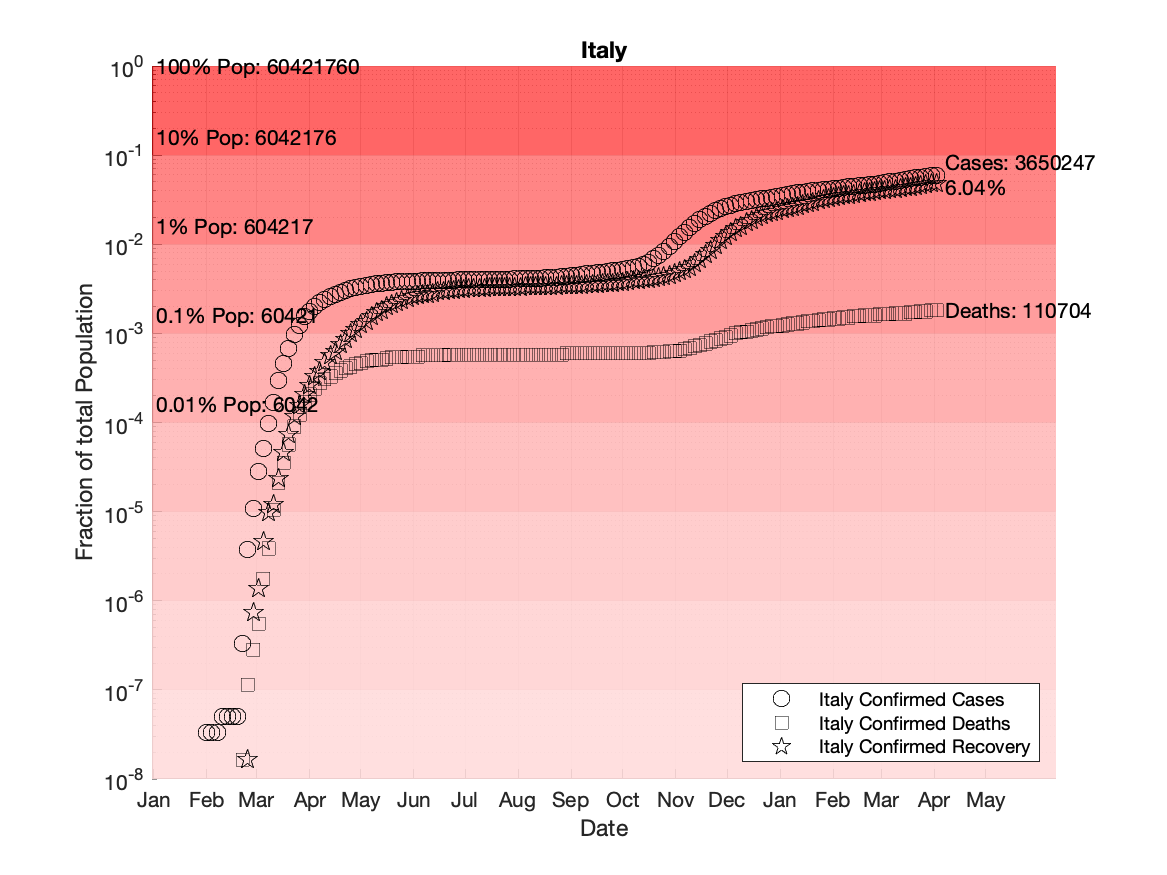 Italy
10^0
10^-1
10^-2
10^-3
10^-4
10^-5
10^-6
10^-7
10^-8
Fraction of total Population
100% Pop: 60421760
10% Pop: 6042176
1% Pop: 604217
0.1% Pop: 60421
0.01% Pop: 6042
Cases: 3650247
6.04%
Deaths: 110704
Italy Confirmed Cases
Italy Confirmed Deaths
Italy Confirmed Recovery
Jan Feb Mar Apr May Jun Jul Aug Sep Oct Nov Dec Jan Feb Mar Apr May
Date